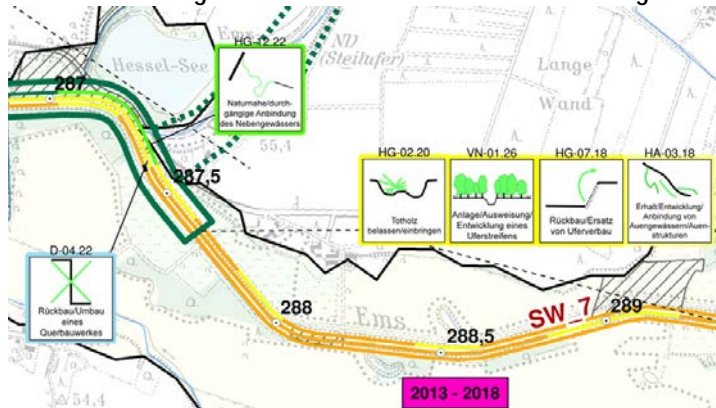 HG-12.22
Naturnahe/durch-
gängige Anbindung
des Nebengewässers
Hessel-See
ND
(Steilufer)
Lange
Wand
287
55,4
287,5
HG-02.20
Totholz
belassen/einbringen
VN-01.26
Anlage/Ausweisung/
Entwicklung eines
Uferstreifens
HG-07.18
Rückbau/Ersatz
von Uferverbau
HA-03.18
Erhalt/Entwicklung/
Anbindung von
Auengewässern/Auen-
strukturen
D-04.22
Rückbau/Umbau
eines
Querbauwerkes
288
Ems
288,5
SW_7
289
2013 - 2018
54,4